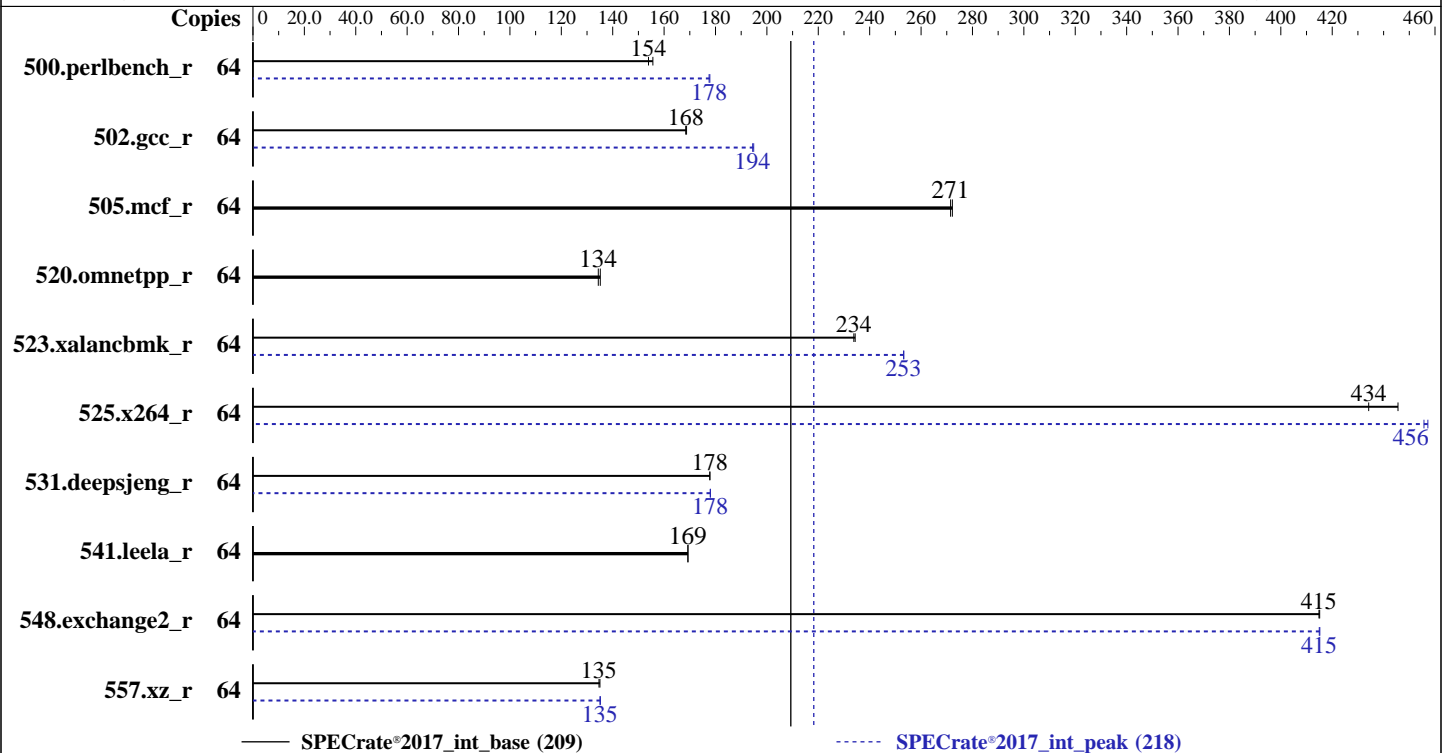 Copies 0 20.0 40.0 60.0 80.0 100 120 140 160 180 200 220 240 260 280 300 320 340 360 380 400 420 460
154
500.perlbench_r 64
178
168
502.gcc_r 64
194
271
505.mcf_r 64
134
520.omnetpp_r 64
234
523.xalancbmk_r 64
253
434
525.x264_r 64
456
178
531.deepsjeng_r 64
178
169
541.leela_r 64
415
548.exchange2_r 64
415
135
557.xz_r 64
135
SPECrate®2017_int_base (209) SPECrate®2017_int_peak (218)